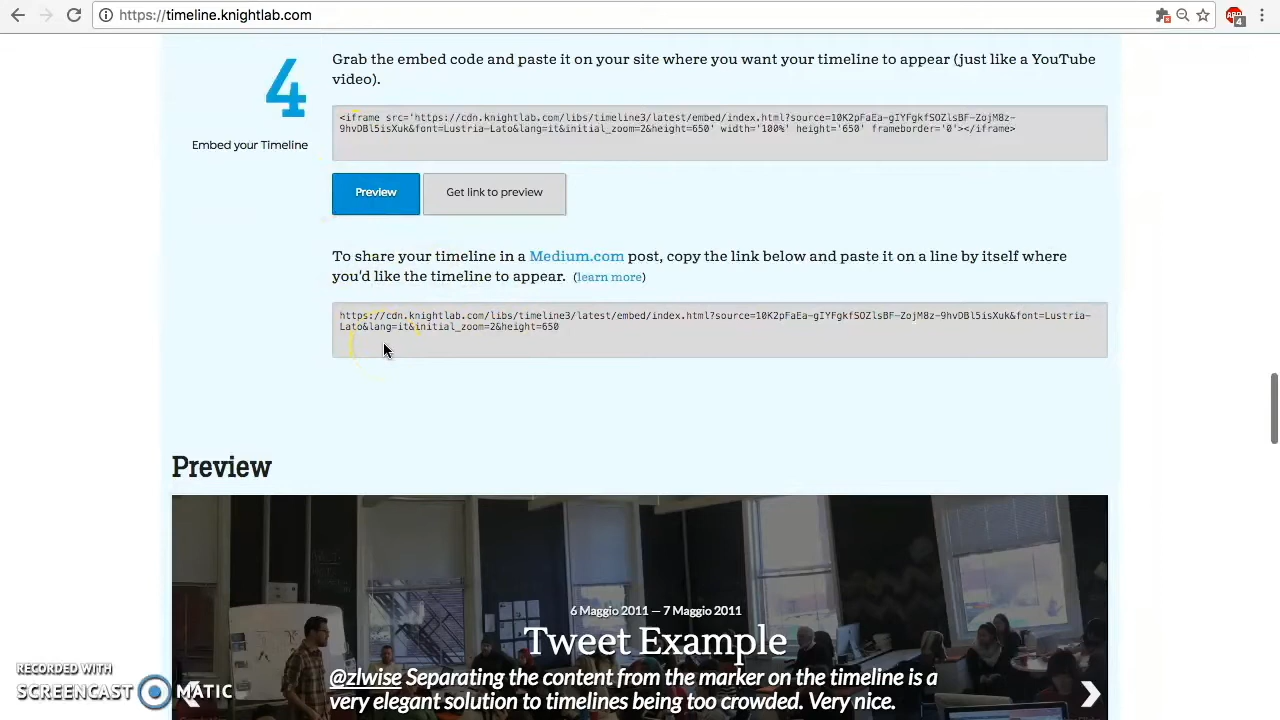 https://timeline.knightlab.com
4
Embed your Timeline
Grab the embed code and paste it on your site where you want your timeline to appear (just like a YouTube
video).
<iframe src='https://cdn.knightlab.com/libs/timeline3/latest/embed/index.html?source=10K2pFaEa-gIYFgkfSOZlsBF-ZojM8z-
9hvDBl5isXuk&font=Lustria-Lato&lang=it&initial_zoom=2&height=650' width='100%' height='650' frameborder='0'></iframe>
Preview
Get link to preview
To share your timeline in a Medium.com post, copy the link below and paste it on a line by itself where
you'd like the timeline to appear. (learn more)
https://cdn.knightlab.com/libs/timeline3/latest/embed/index.html?source=10K2pFaEa-gIYFgkfSOZlsBF-ZojM8z-9hvDBl5isXuk&font=Lustria-
Lato&lang=it&initial_zoom=2&height=650
Preview
6 Maggio 2011 — 7 Maggio 2011
Tweet Example
@zlwise Separating the content from the marker on the timeline is a
very elegant solution to timelines being too crowded. Very nice.
RECORDED WITH
SCREENCAST MATIC
ABP
4